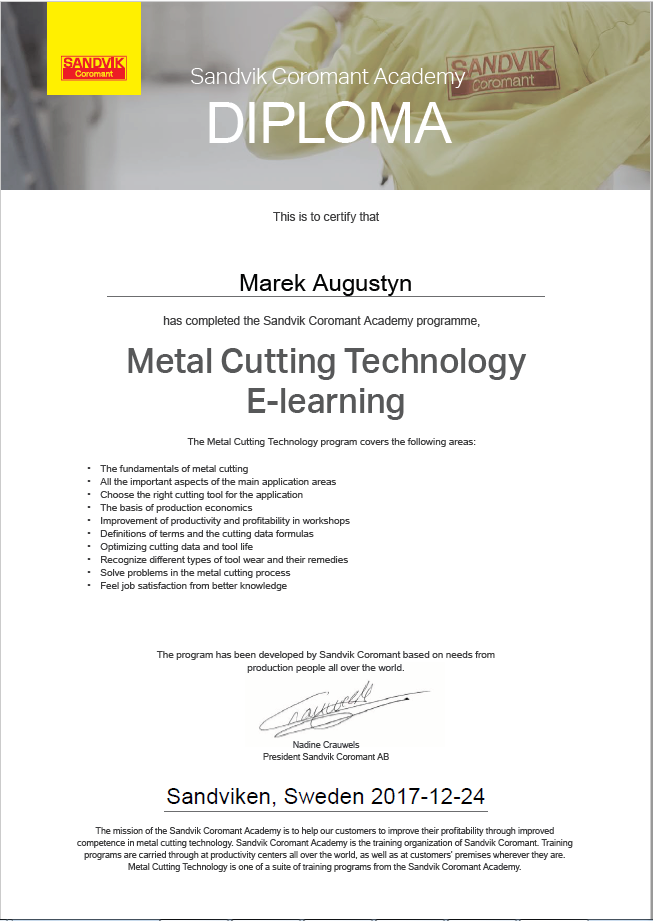 SANDVIK
Coromant
SANDVIK
Coromant
Sandvik Coromant Academy
DIPLOMA
This is to certify that
Marek Augustyn
has completed the Sandvik Coromant Academy programme,
Metal Cutting Technology
E-learning
The Metal Cutting Technology program covers the following areas:
• The fundamentals of metal cutting
• All the important aspects of the main application areas
• Choose the right cutting tool for the application
• The basis of production economics
• Improvement of productivity and profitability in workshops
• Definitions of terms and the cutting data formulas
• Optimizing cutting data and tool life
• Recognize different types of tool wear and their remedies
• Solve problems in the metal cutting process
• Feel job satisfaction from better knowledge
The program has been developed by Sandvik Coromant based on needs from
production people all over the world.
Crauwels
Nadine Crauwels
President Sandvik Coromant AB
Sandviken, Sweden 2017-12-24
The mission of the Sandvik Coromant Academy is to help our customers to improve their profitability through improved
competence in metal cutting technology. Sandvik Coromant Academy is the training organization of Sandvik Coromant. Training
programs are carried through at productivity centers all over the world, as well at customers' premises wherever they are.
Metal Cutting Technology is one of a suite of training programs from the Sandvik Coromant Academy.